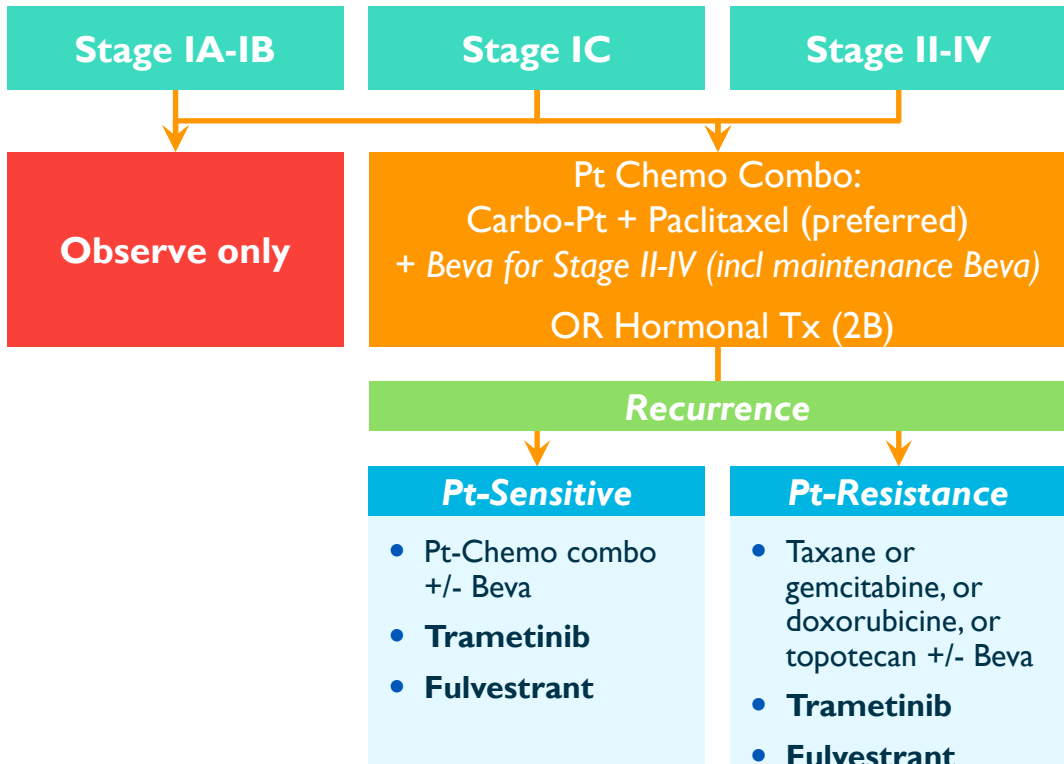 Stage IA-IB
Stage IC
Stage II-IV
Observe only
Pt Chemo Combo:
Carbo-Pt + Paclitaxel (preferred)
+ Beva for Stage II-IV (incl maintenance Beva)
OR Hormonal Tx (2B)
Recurrence
Pt-Sensitive
• Pt-Chemo combo
+/- Beva
• Trametinib
• Fulvestrant
Pt-Resistance
• Taxane or
gemcitabine, or
doxorubicine, or
topotecan +/- Beva
• Trametinib
• Fulvestrant